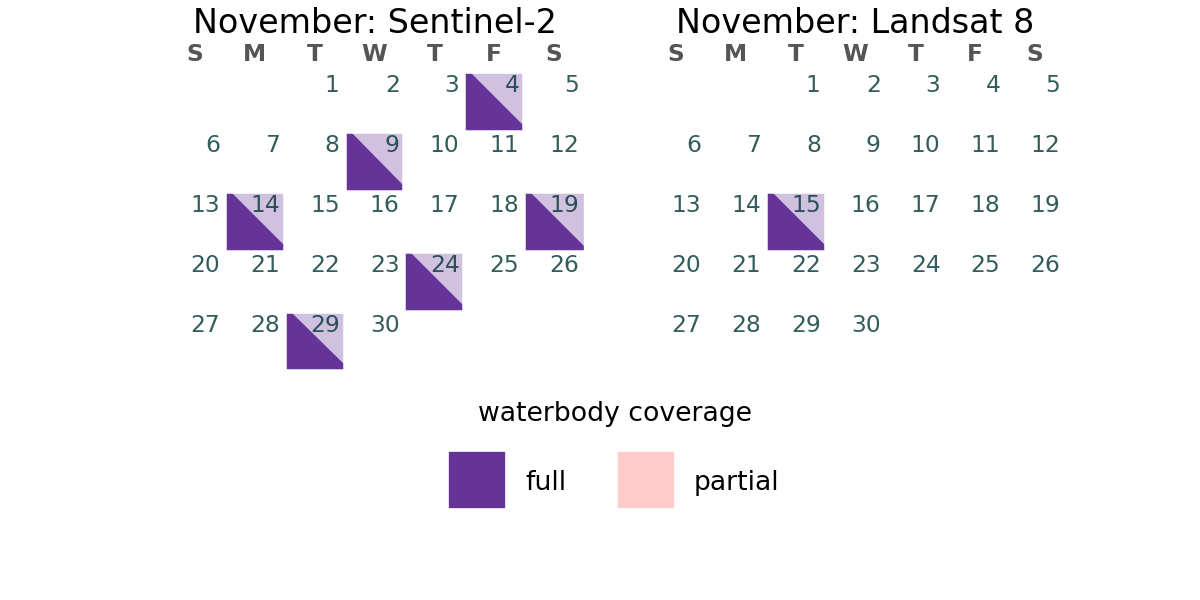 November: Sentinel-2
S M T W T F S
1 2 3 4 5
6 7 8 9 10 11 12
13 14 15 16 17 18 19
20 21 22 23 24 25 26
27 28 29 30
November: Landsat 8
S M T W T F S
1 2 3 4 5
6 7 8 9 10 11 12
13 14 15 16 17 18 19
20 21 22 23 24 25 26
27 28 29 30
waterbody coverage
full partial